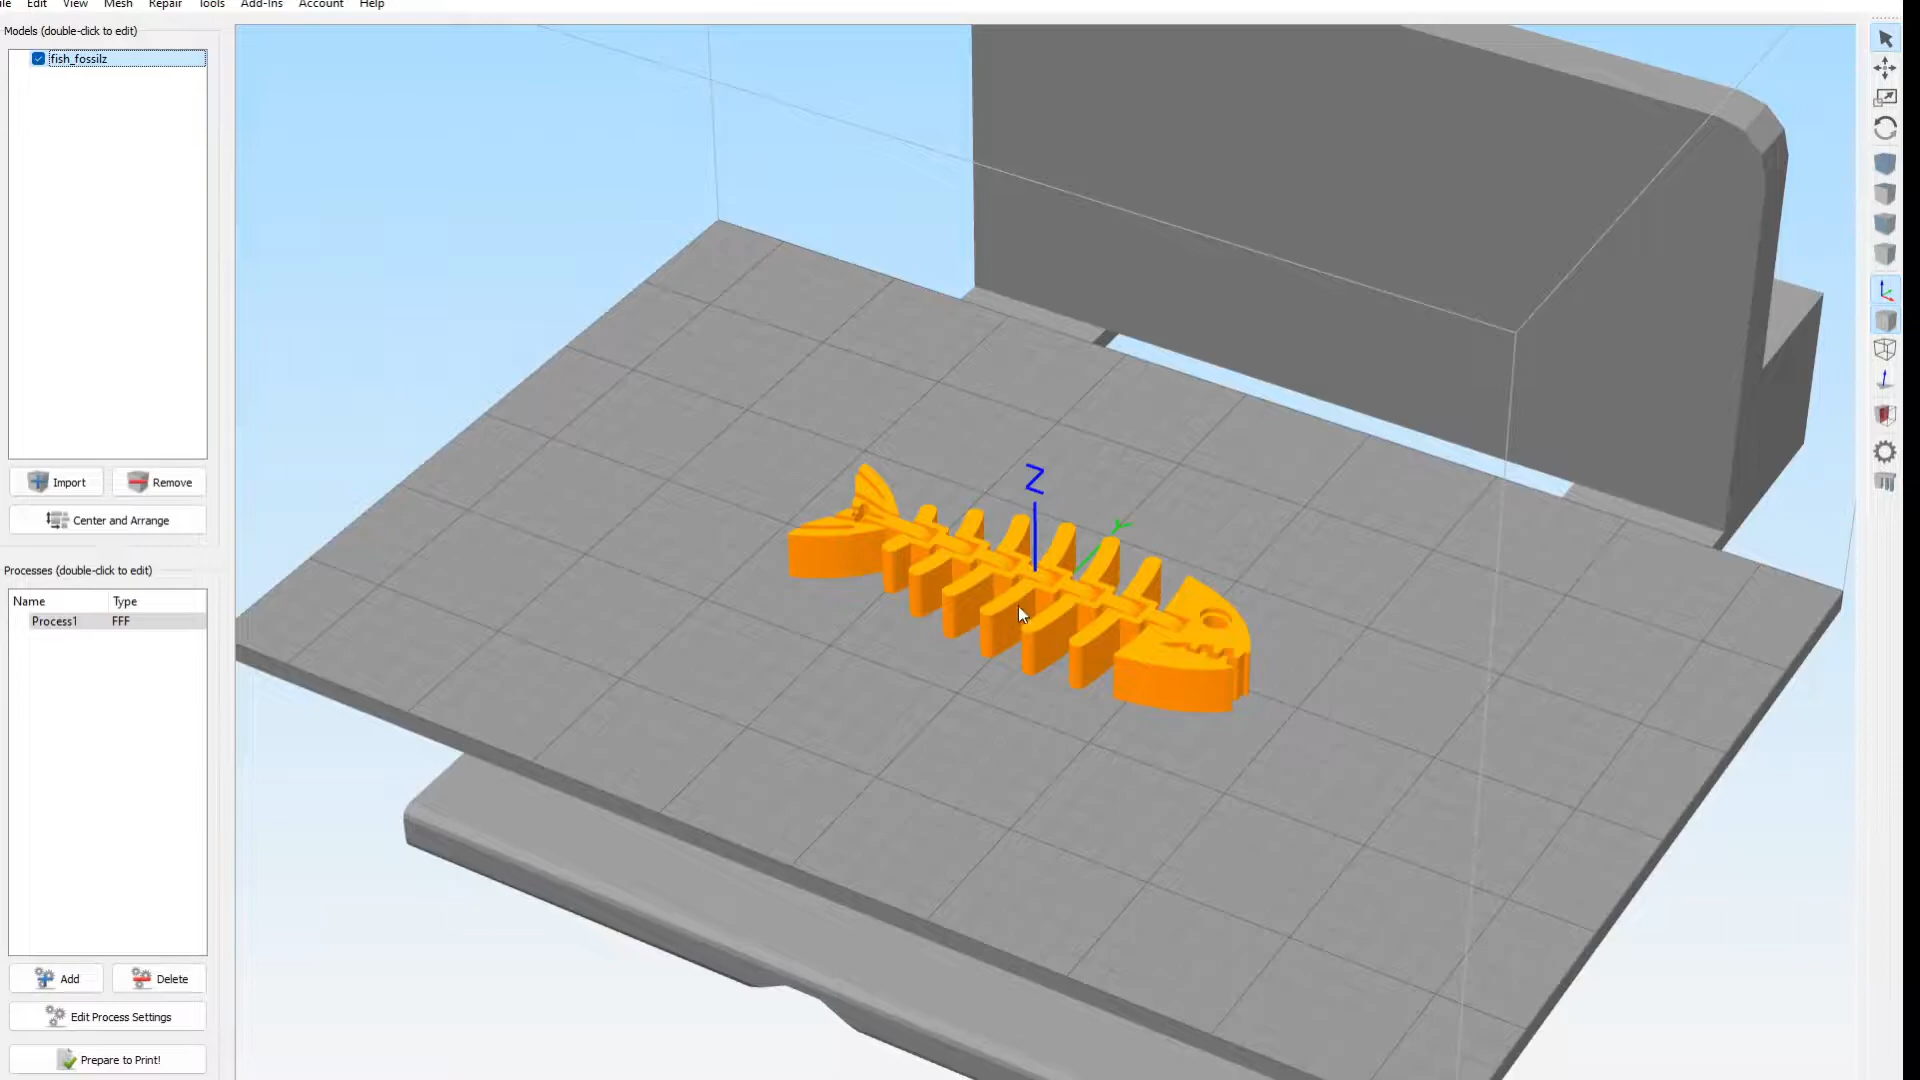 Edit View Mesh Repair Tools Add-Ins Account Help
Models (double-click to edit)
fish_fossilz
Import Remove
Center and Arrange
Processes (double-click to edit)
Name Type
Process1 FFF
Add Delete
Edit Process Settings
Prepare to Print!
Z
Y